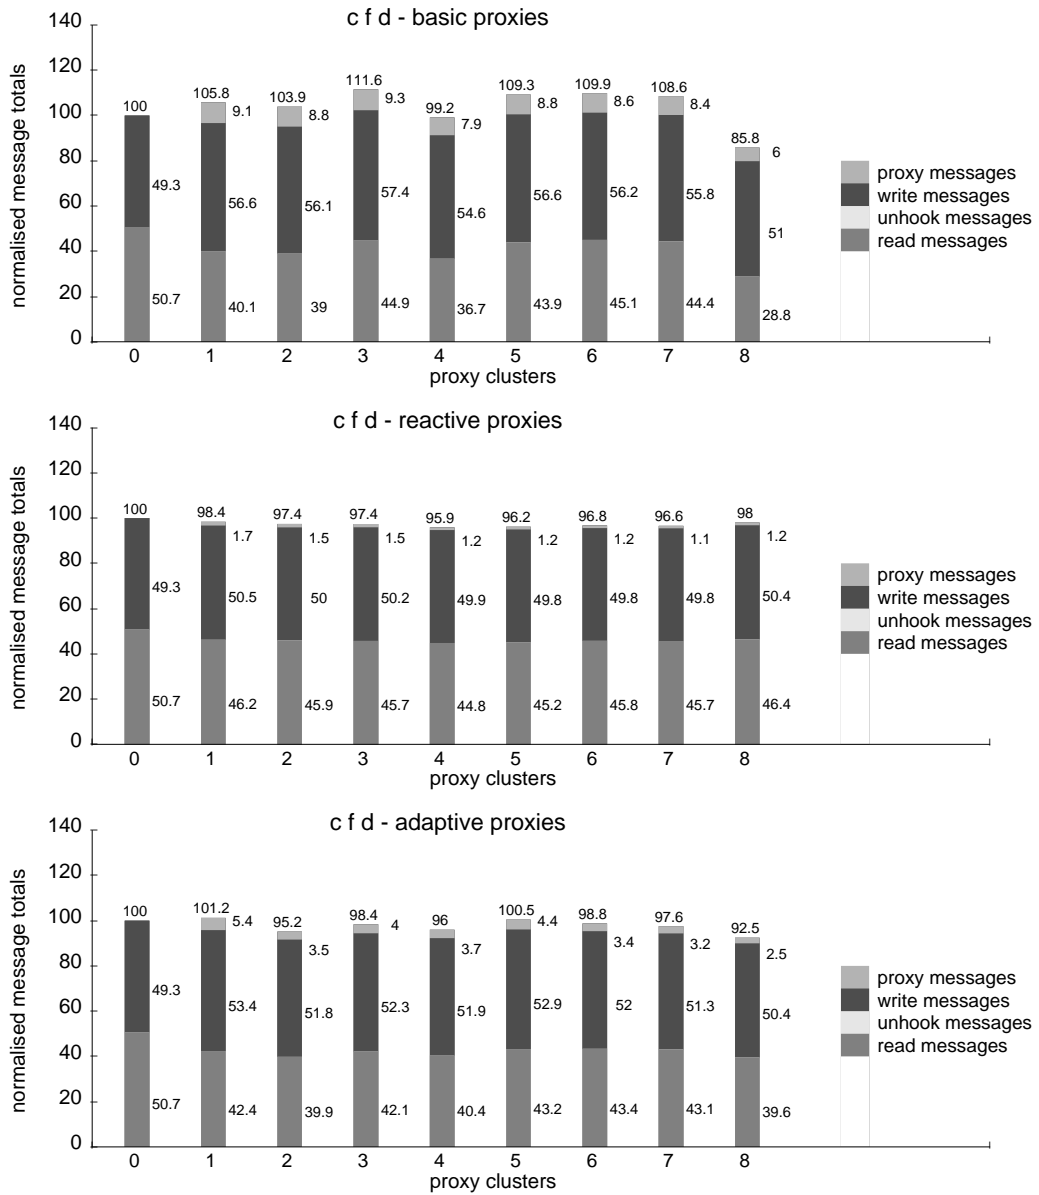 c f d - basic proxies
normalised message totals
140
120
100
80
60
40
20
0
100 105.8 103.9 111.6 99.2 109.3 109.9 108.6 85.8
9.1 8.8 9.3 7.9 8.8 8.6 8.4 6
49.3 56.6 56.1 57.4 54.6 56.6 56.2 55.8 51
50.7 40.1 39 44.9 36.7 43.9 45.1 44.4 28.8
0 1 2 3 4 5 6 7 8
proxy clusters
proxy messages
write messages
unhook messages
read messages
c f d - reactive proxies
normalised message totals
140
120
100
80
60
40
20
0
100 98.4 97.4 97.4 95.9 96.2 96.8 96.6 98
1.7 1.5 1.5 1.2 1.2 1.2 1.1 1.2
49.3 50.5 50 50.2 49.9 49.8 49.8 49.8 50.4
50.7 46.2 45.9 45.7 44.8 45.2 45.8 45.7 46.4
0 1 2 3 4 5 6 7 8
proxy clusters
proxy messages
write messages
unhook messages
read messages
c f d - adaptive proxies
normalised message totals
140
120
100
80
60
40
20
0
100 101.2 95.2 98.4 96 100.5 98.8 97.6 92.5
5.4 3.5 4 3.7 4.4 3.4 3.2 2.5
49.3 53.4 51.8 52.3 51.9 52.9 52 51.3 50.4
50.7 42.4 39.9 42.1 40.4 43.2 43.4 43.1 39.6
0 1 2 3 4 5 6 7 8
proxy clusters
proxy messages
write messages
unhook messages
read messages